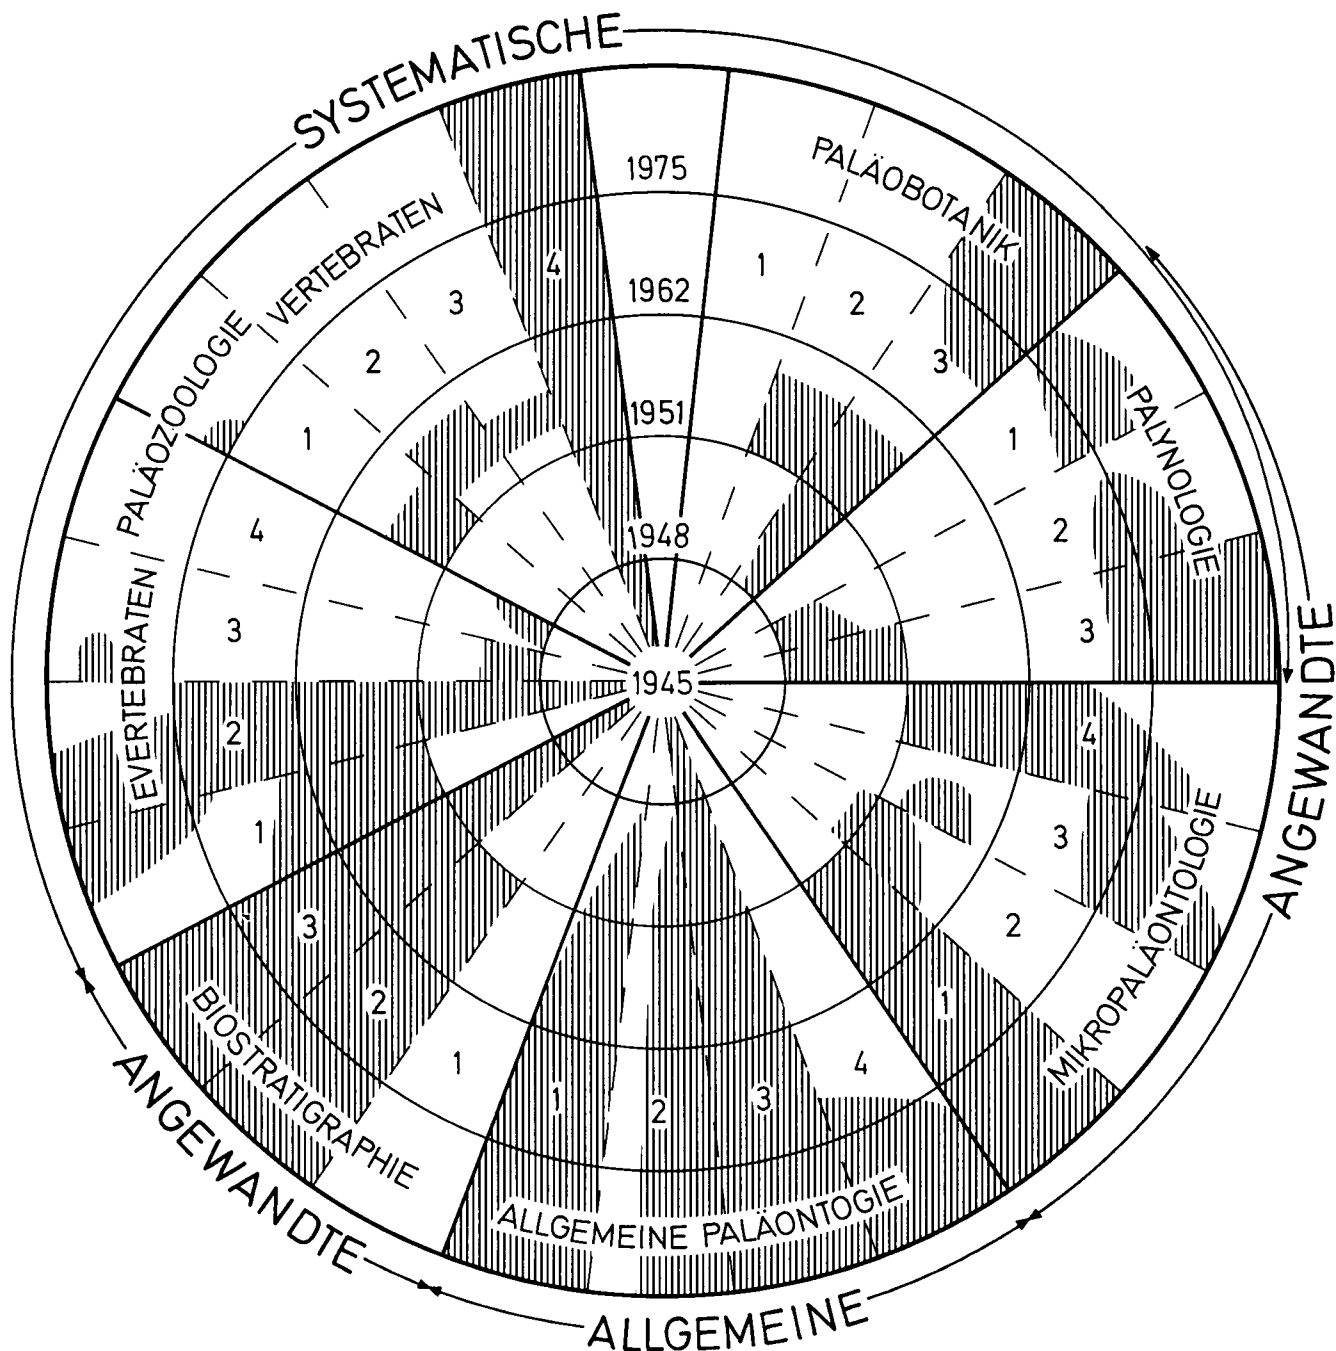 SYSTEMATISCHE
1975
1962
1951
1948
1945
PALÄOBOTANIK
1
2
3
PALYNOLOGIE
1
2
3
ANGEWANDTE
MIKROPALÄONTOLOGIE
4
3
2
1
ALLGEMEINE PALÄONTOGIE
4
3
2
1
ALLGEMEINE
BIOSTRATIGRAPHIE
1
2
3
ANGEWANDTE
PALÄOZOOLOGIE
EVERTEBRATEN
1
2
3
4
VERTEBRATEN
1
2
3
4